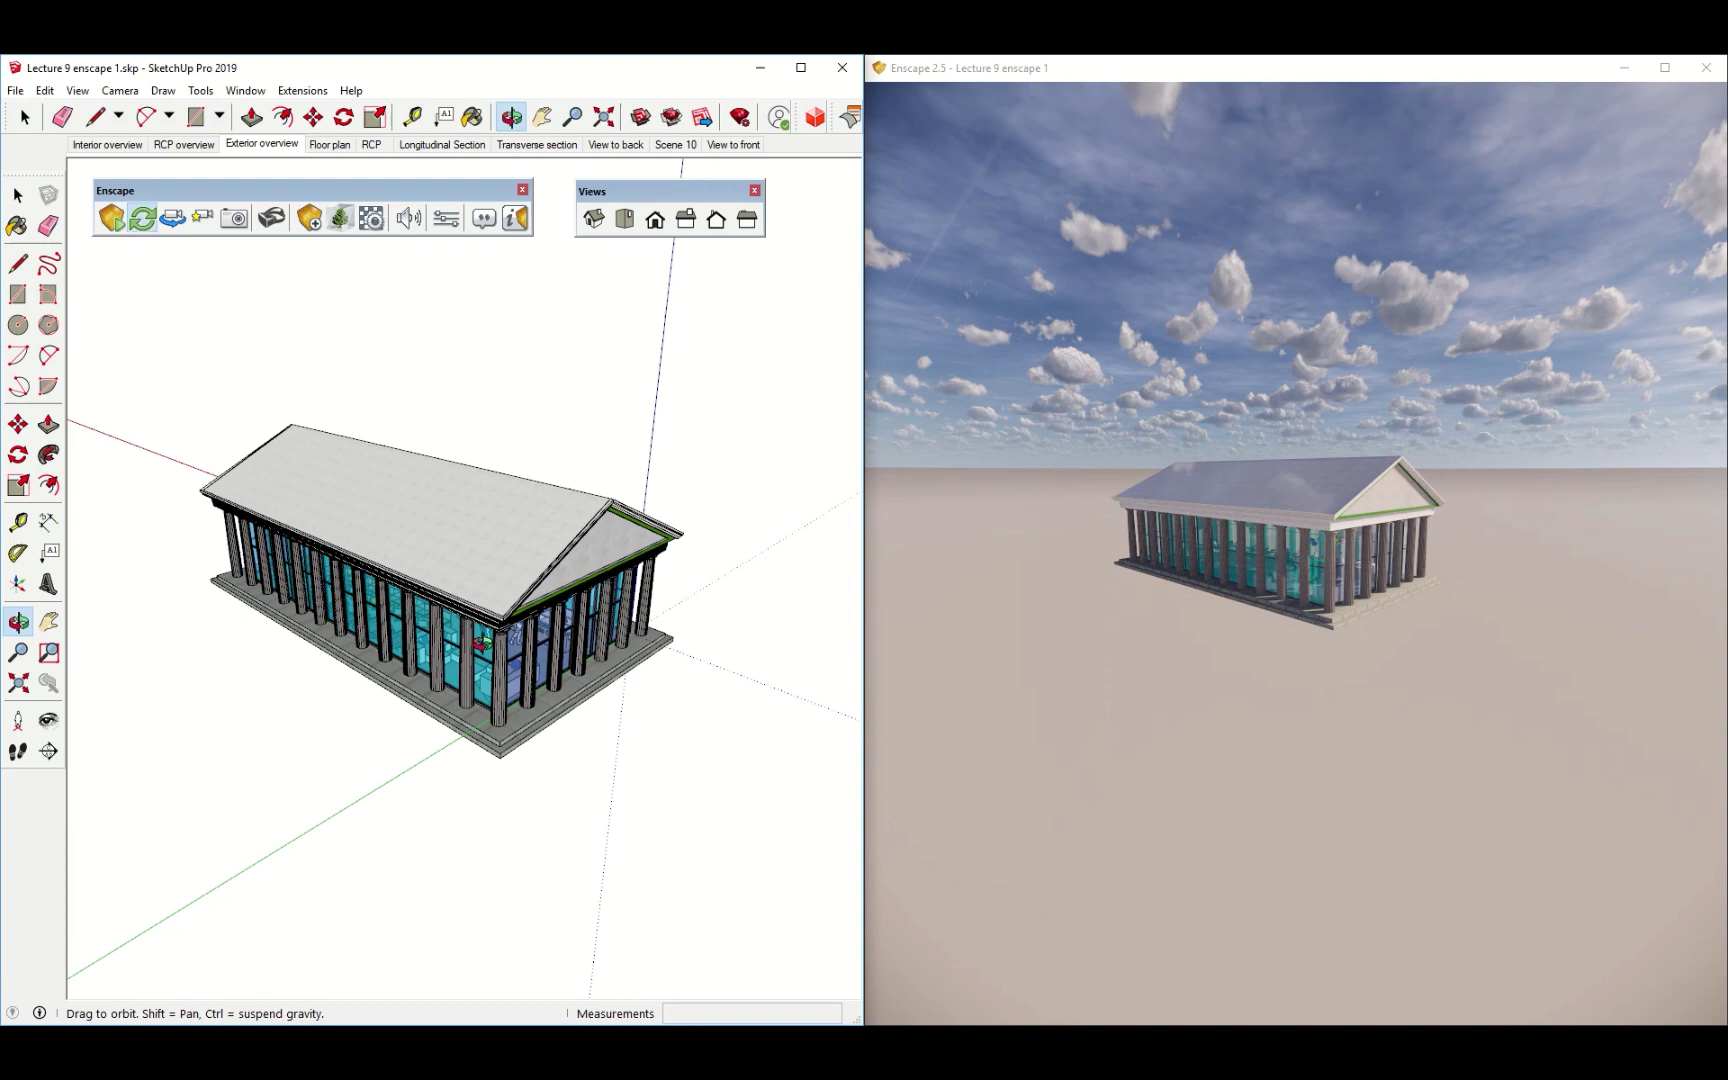 Lecture 9 enscape 1.skp - SketchUp Pro 2019
File Edit View Camera Draw Tools Window Extensions Help
A1
Interior overview RCP overview Exterior overview Floor plan RCP Longitudinal Section Transverse section View to back Scene 10 View to front
Enscape
Views
A1
Drag to orbit. Shift = Pan, Ctrl = suspend gravity.
Measurements
Enscape 2.5 - Lecture 9 enscape 1